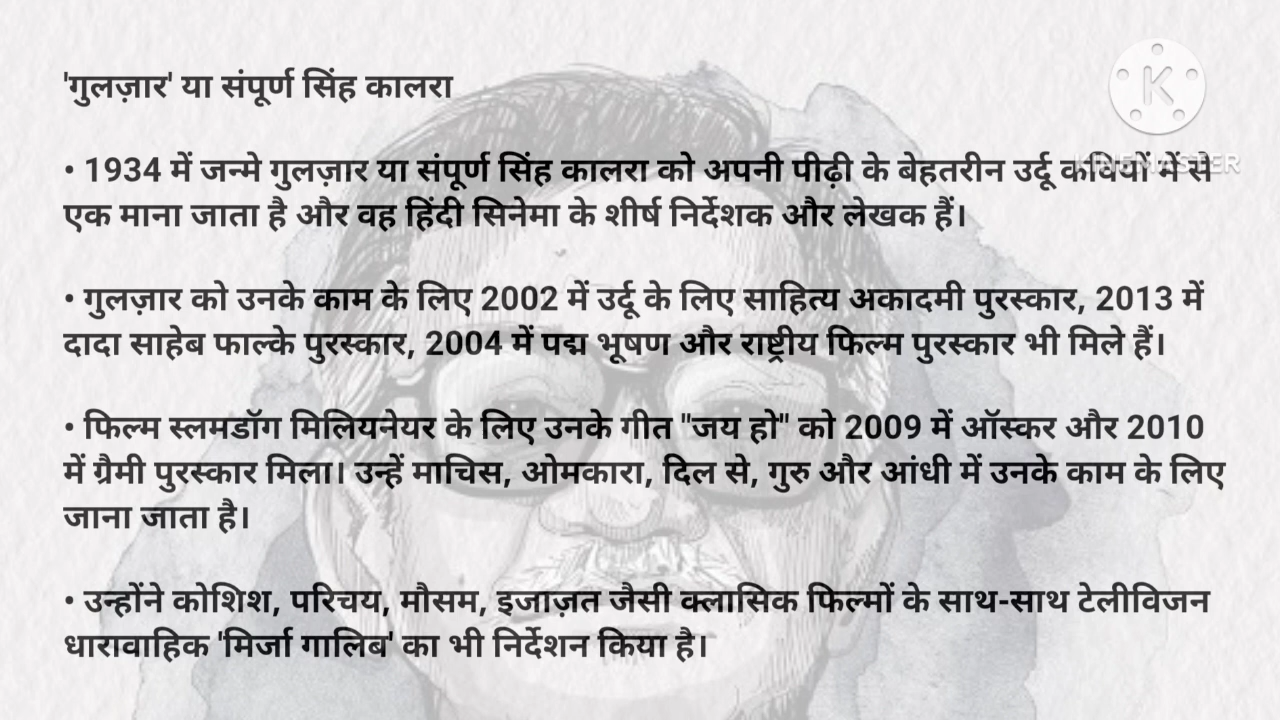 'गुलज़ार' या संपूर्ण सिंह कालरा
• 1934 में जन्मे गुलज़ार या संपूर्ण सिंह कालरा को अपनी पीढ़ी के बेहतरीन उर्दू कवियों में से
एक माना जाता है और वह हिंदी सिनेमा के शीर्ष निर्देशक और लेखक हैं।
• गुलज़ार को उनके काम के लिए 2002 में उर्दू के लिए साहित्य अकादमी पुरस्कार, 2013 में
दादा साहेब फाल्के पुरस्कार, 2004 में पद्म भूषण और राष्ट्रीय फिल्म पुरस्कार भी मिले हैं।
• फिल्म स्लमडॉग मिलियनेयर के लिए उनके गीत "जय हो" को 2009 में ऑस्कर और 2010
में ग्रैमी पुरस्कार मिला। उन्हें माचिस, ओमकारा, दिल से, गुरु और आंधी में उनके काम के लिए
जाना जाता है।
• उन्होंने कोशिश, परिचय, मौसम, इजाज़त जैसी क्लासिक फिल्मों के साथ-साथ टेलीविजन
धारावाहिक 'मिर्जा गालिब' का भी निर्देशन किया है।
K
KINEMASTER